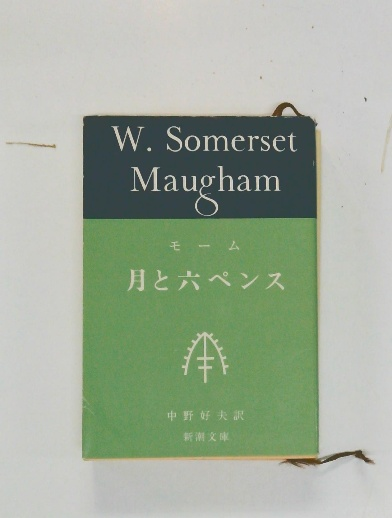 W. Somerset
Maugham
モーム
月と六ペンス
中野好夫訳
新潮文庫